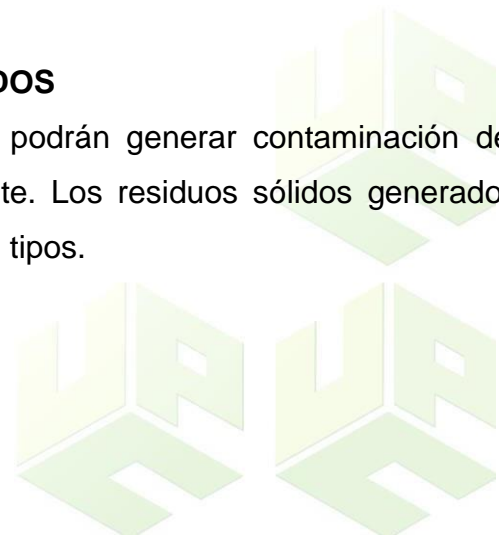 DOS
podrán generar contaminación de
te. Los residuos sólidos generado
tipos.